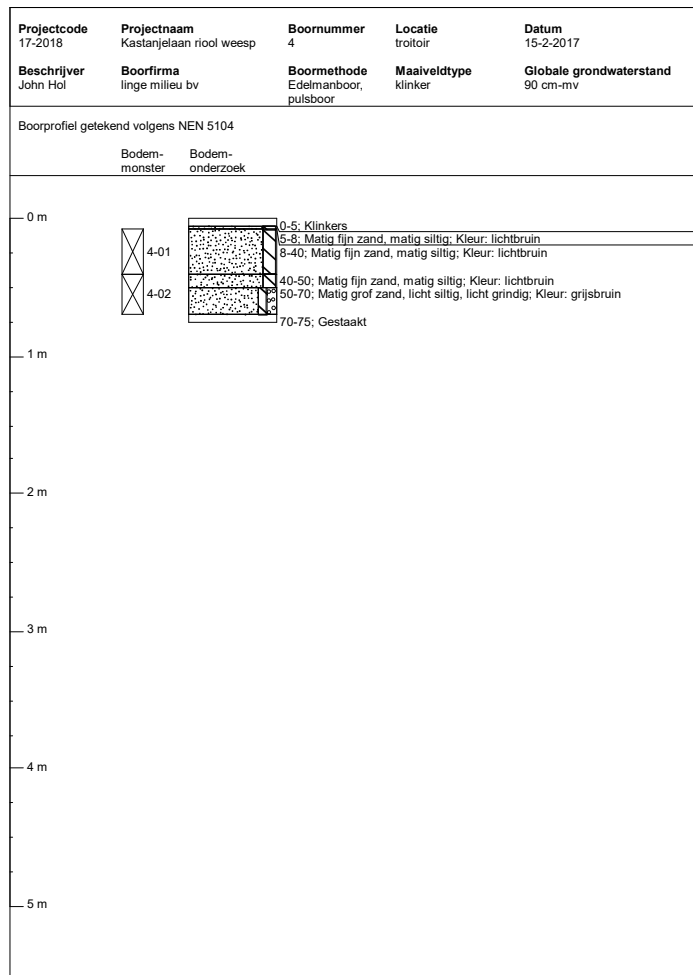 Projectcode Projectnaam Boornummer Locatie Datum
17-2018 Kastanjelaan riool weesp 4 troitoir 15-2-2017
Beschrijver Boorfirma Boormethode Maaiveldtype Globale grondwaterstand
John Hol linge milieu bv Edelmanboor, klinker 90 cm-mv
pulsboor
Boorprofiel getekend volgens NEN 5104
Bodem- Bodem-
monster onderzoek
0 m
0-5; Klinkers
5-8; Matig fijn zand, matig siltig; Kleur: lichtbruin
4-01 8-40; Matig fijn zand, matig siltig; Kleur: lichtbruin
40-50; Matig fijn zand, matig siltig; Kleur: lichtbruin
4-02 50-70; Matig grof zand, licht siltig, licht grindig; Kleur: grijsbruin
70-75; Gestaakt
1 m
2 m
3 m
4 m
5 m